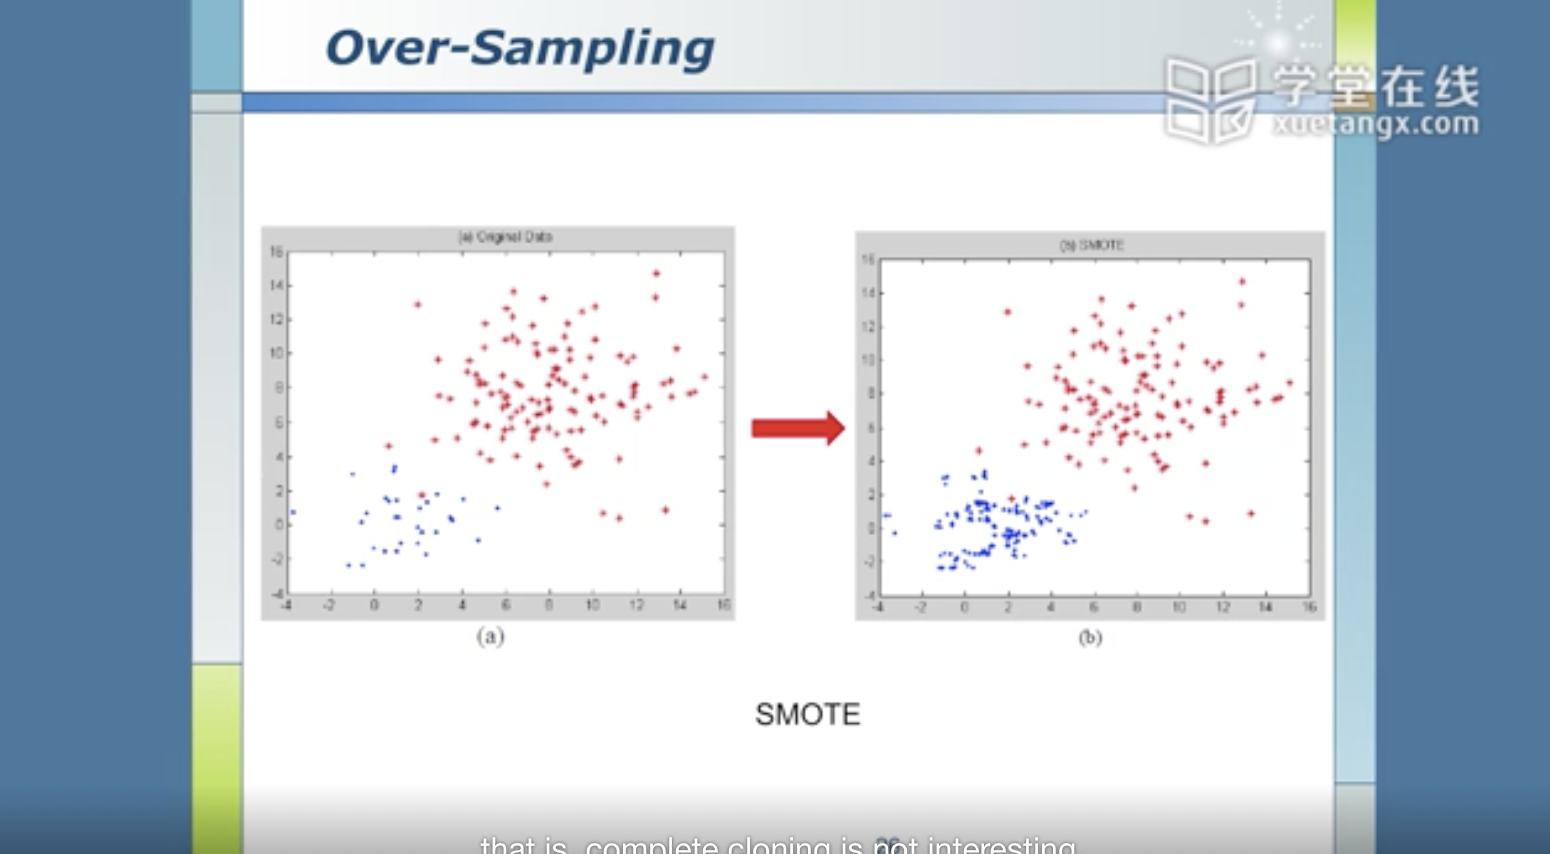 Over-Sampling
学堂在线
xuetangx.com
(a) Original Data
16
14
12
10
8
6
4
2
0
-2
-4
-4 -2 0 2 4 6 8 10 12 14 16
(a)
(b) SMOTE
16
14
12
10
8
6
4
2
0
-2
-4
-4 -2 0 2 4 6 8 10 12 14 16
(b)
SMOTE
that is, complete cloning is not interesting